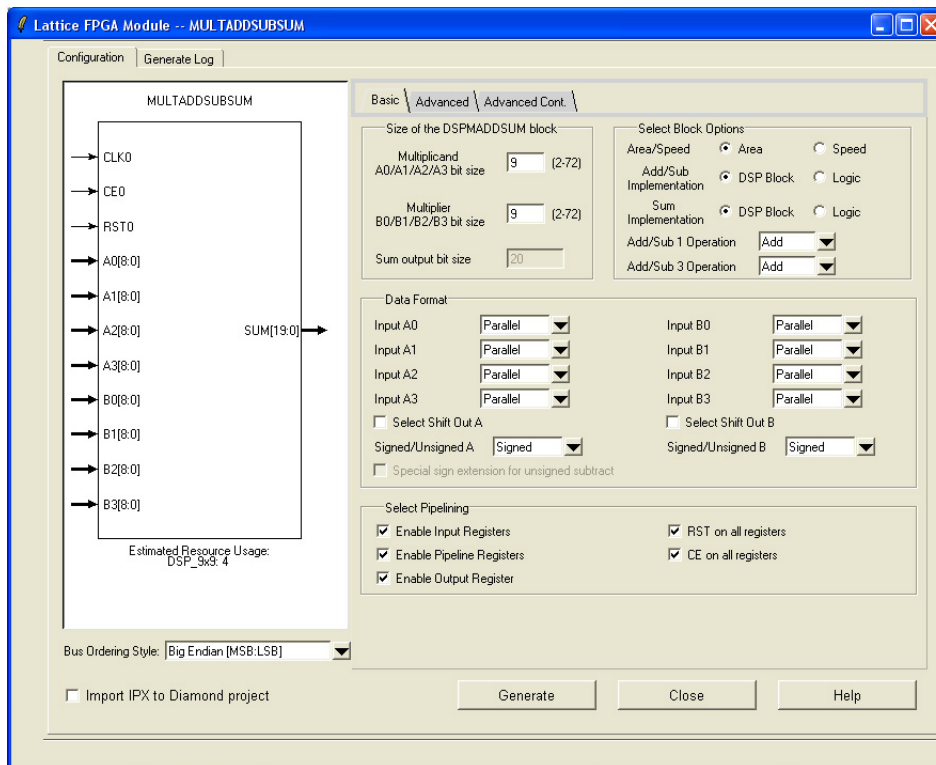 Lattice FPGA Module -- MULTADDSUBSUM
Configuration
Generate Log
MULTADDSUBSUM
CLK0
CE0
RST0
A0[8:0]
A1[8:0]
A2[8:0]
SUM[19:0]
A3[8:0]
B0[8:0]
B1[8:0]
B2[8:0]
B3[8:0]
Estimated Resource Usage:
DSP_9x9: 4
Bus Ordering Style: Big Endian [MSB:LSB]
Basic
Advanced
Advanced Cont.
Size of the DSPMADDSUM block
Multiplicand
A0/A1/A2/A3 bit size 9 (2-72)
Multiplier
B0/B1/B2/B3 bit size 9 (2-72)
Sum output bit size 20
Select Block Options
Area/Speed Area Speed
Add/Sub
Implementation DSP Block Logic
Sum
Implementation DSP Block Logic
Add/Sub 1 Operation Add
Add/Sub 3 Operation Add
Data Format
Input A0 Parallel Input B0 Parallel
Input A1 Parallel Input B1 Parallel
Input A2 Parallel Input B2 Parallel
Input A3 Parallel Input B3 Parallel
Select Shift Out A Select Shift Out B
Signed/Unsigned A Signed Signed/Unsigned B Signed
Special sign extension for unsigned subtract
Select Pipelining
Enable Input Registers RST on all registers
Enable Pipeline Registers CE on all registers
Enable Output Register
Import IPX to Diamond project
Generate
Close
Help